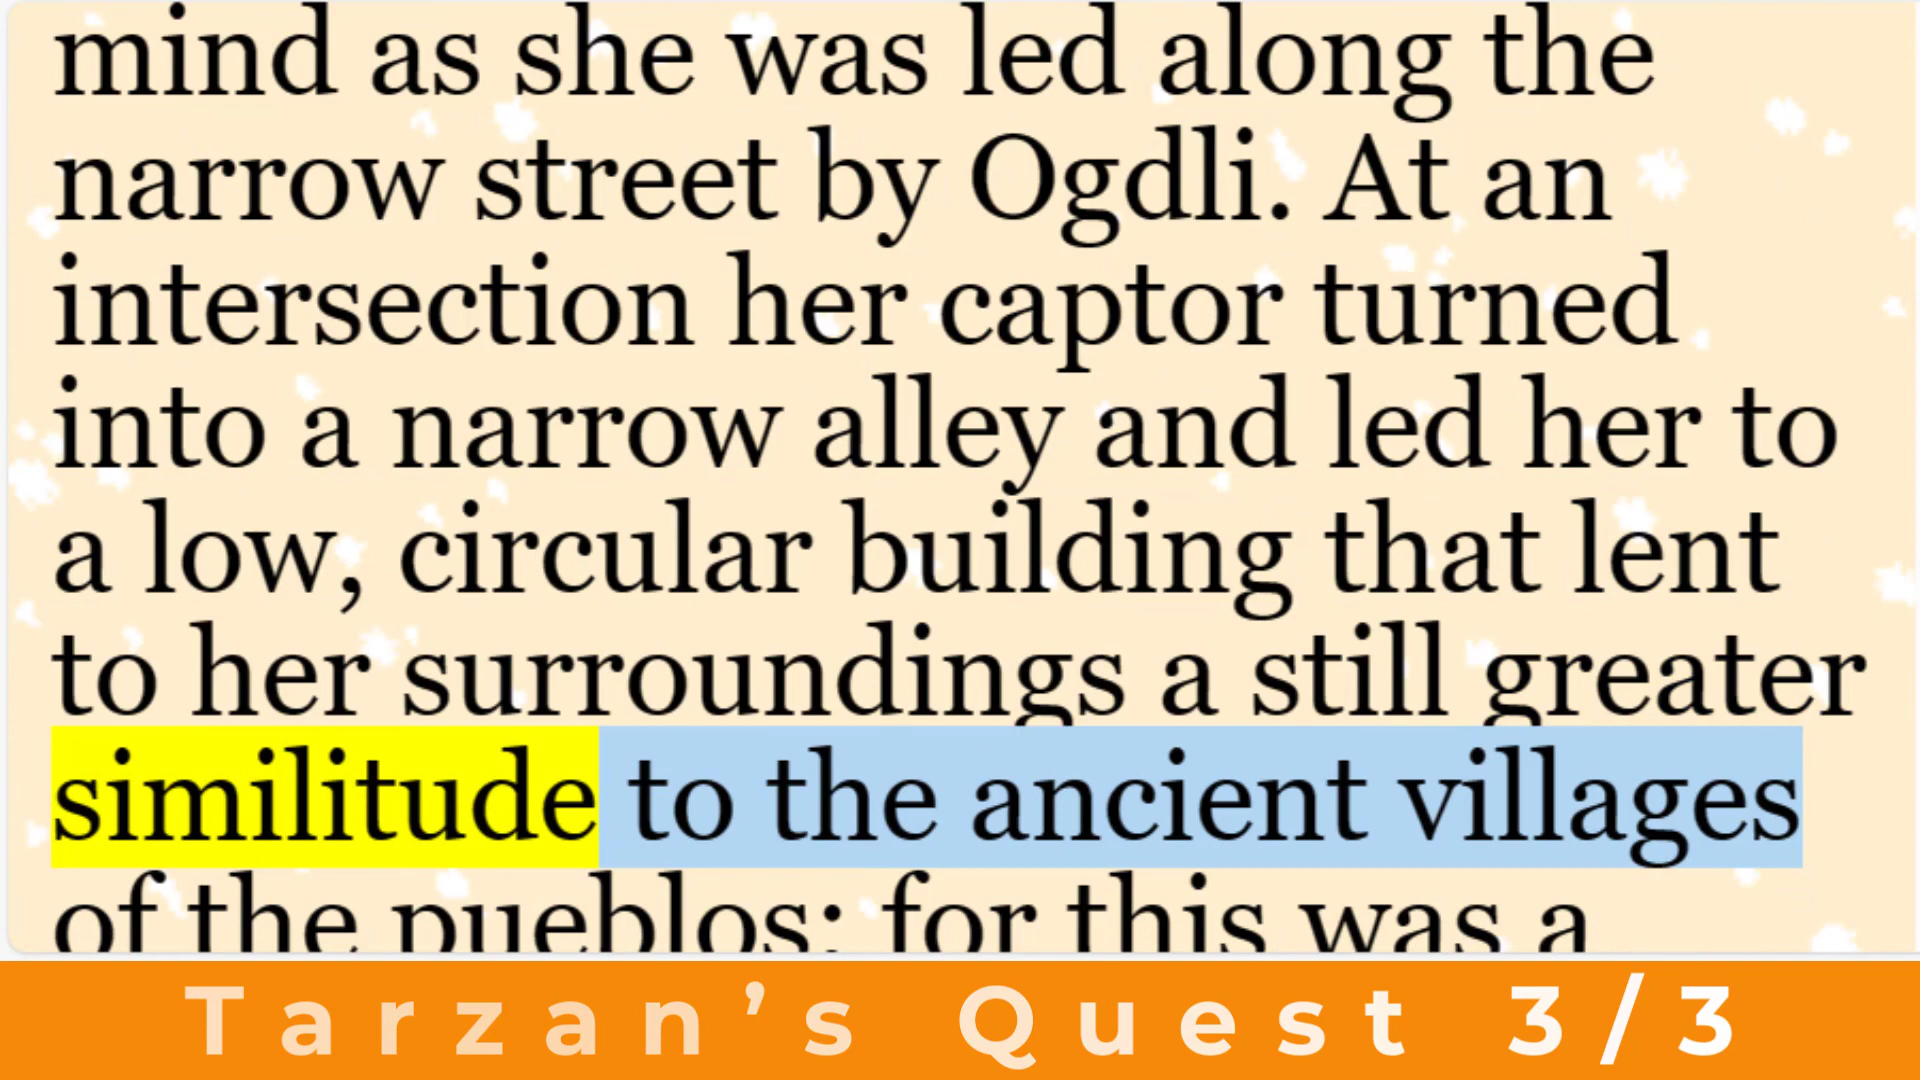 mind as she was led along the
narrow street by Ogdli. At an
intersection her captor turned
into a narrow alley and led her to
a low, circular building that lent
to her surroundings a still greater
similitude to the ancient villages
of the pueblos; for this was a
Tarzan’s Quest 3/3